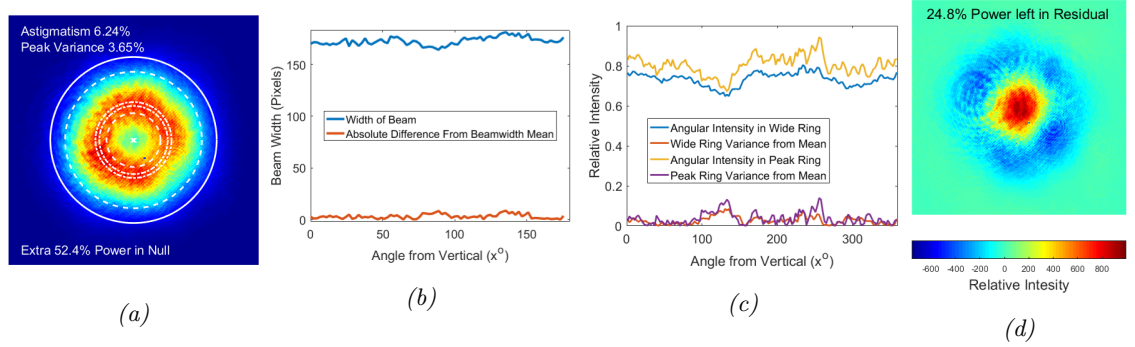 Astigmatism 6.24%
Peak Variance 3.65%
Extra 52.4% Power in Null
(a)
150
100
50
0
Beam Width (Pixels)
Width of Beam
Absolute Difference From Beamwidth Mean
0 50 100 150
Angle from Vertical (x°)
(b)
1
0.8
0.6
0.4
0.2
0
Relative Intensity
Angular Intensity in Wide Ring
Wide Ring Variance from Mean
Angular Intensity in Peak Ring
Peak Ring Variance from Mean
0 100 200 300
Angle from Vertical (x°)
(c)
24.8% Power left in Residual
-600 -400 -200 0 200 400 600 800
Relative Intesity
(d)